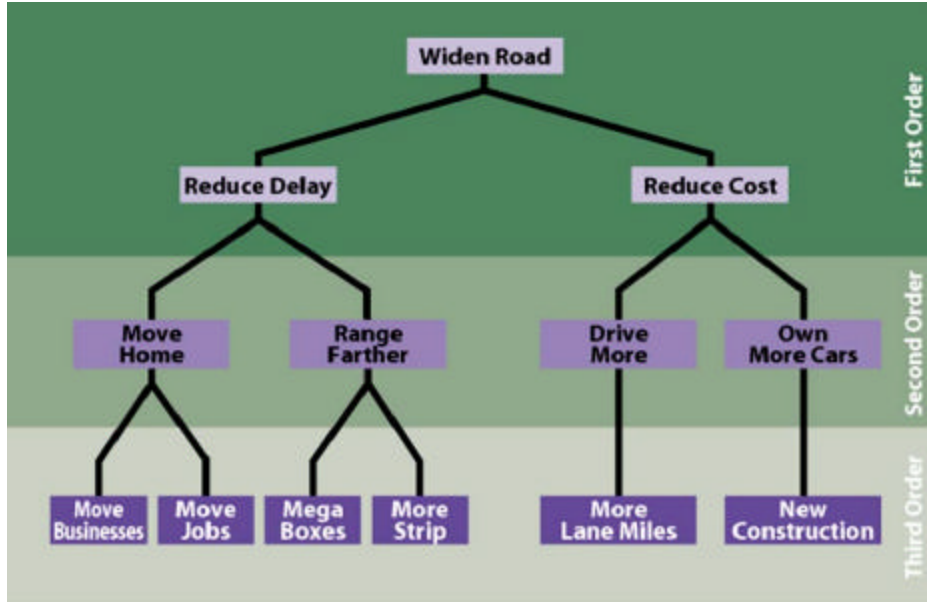 Widen Road
First Order
Reduce Delay
Reduce Cost
Second Order
Move
Home
Range
Farther
Drive
More
Own
More Cars
Third Order
Move
Businesses
Move
Jobs
Mega
Boxes
More
Strip
More
Lane Miles
New
Construction